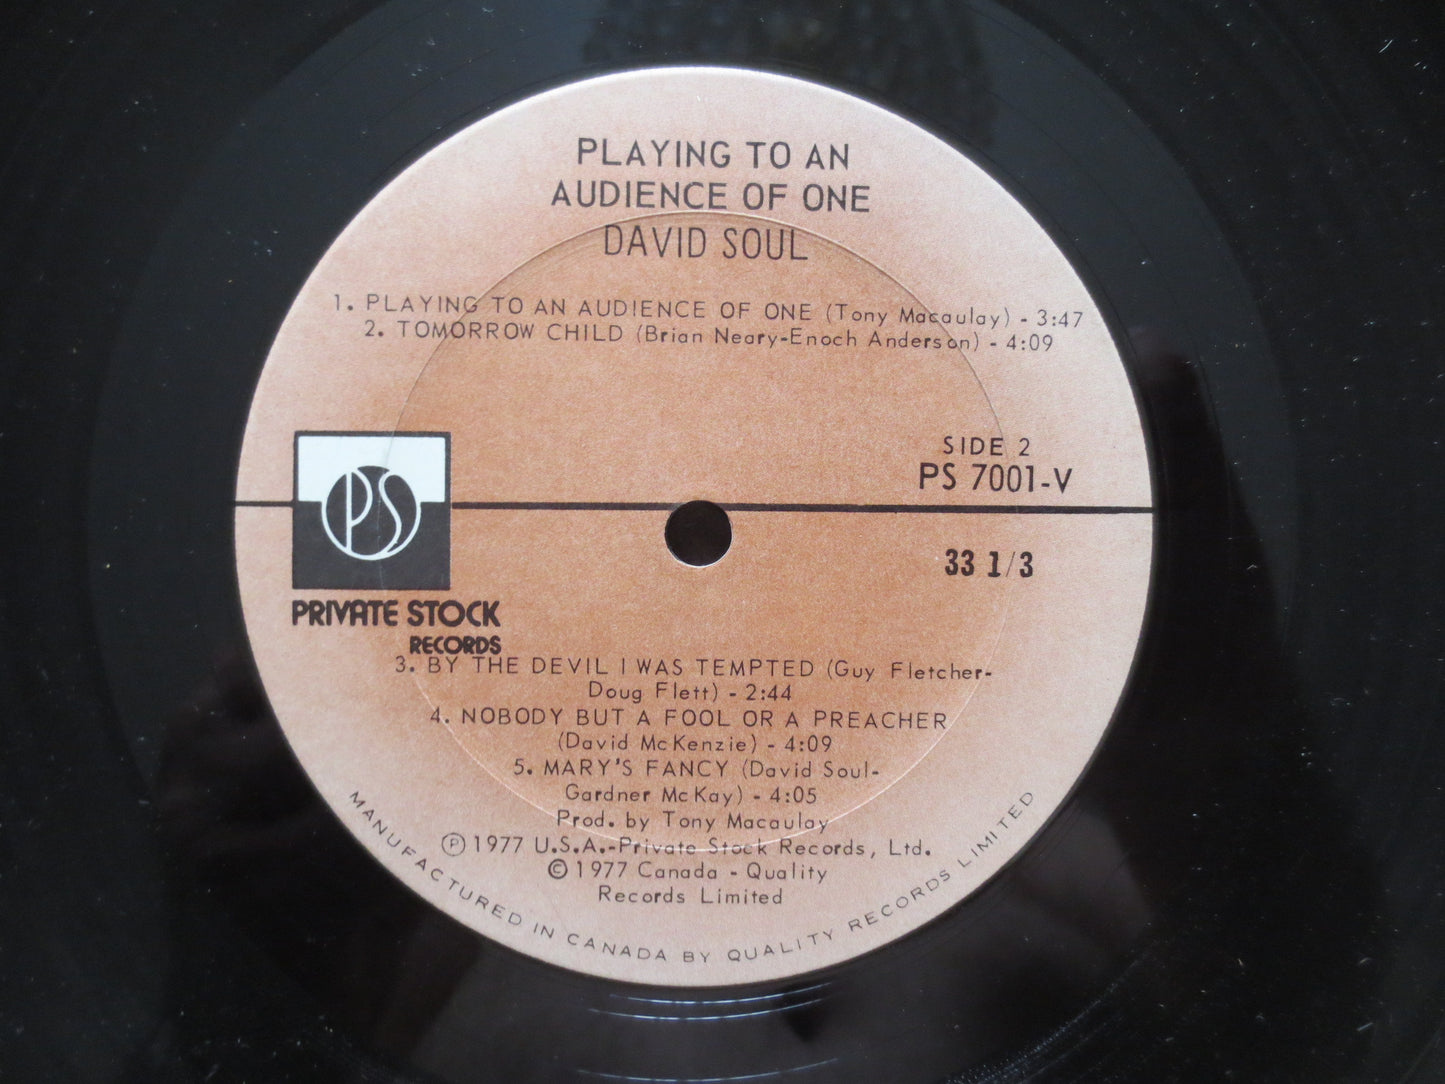 PLAYING TO AN
AUDIENCE OF ONE
DAVID SOUL
1. PLAYING TO AN AUDIENCE OF ONE (Tony Macaulay) - 3:47
2. TOMORROW CHILD (Brian Neary-Enoch Anderson) - 4:09
SIDE 2
PS 7001-V
PS
33 1/3
PRIVATE STOCK
RECORDS
3. BY THE DEVIL I WAS TEMPTED (Guy Fletcher-
Doug Flett) - 2:44
4. NOBODY BUT A FOOL OR A PREACHER
(David McKenzie) - 4:09
5. MARY'S FANCY (David Soul-
Gardner McKay) - 4:05
Prod. by Tony Macaulay
Ⓟ 1977 U.S.A.-Private Stock Records, Ltd.
© 1977 Canada - Quality
Records Limited
MANUFACTURED IN CANADA BY QUALITY RECORDS LIMITED